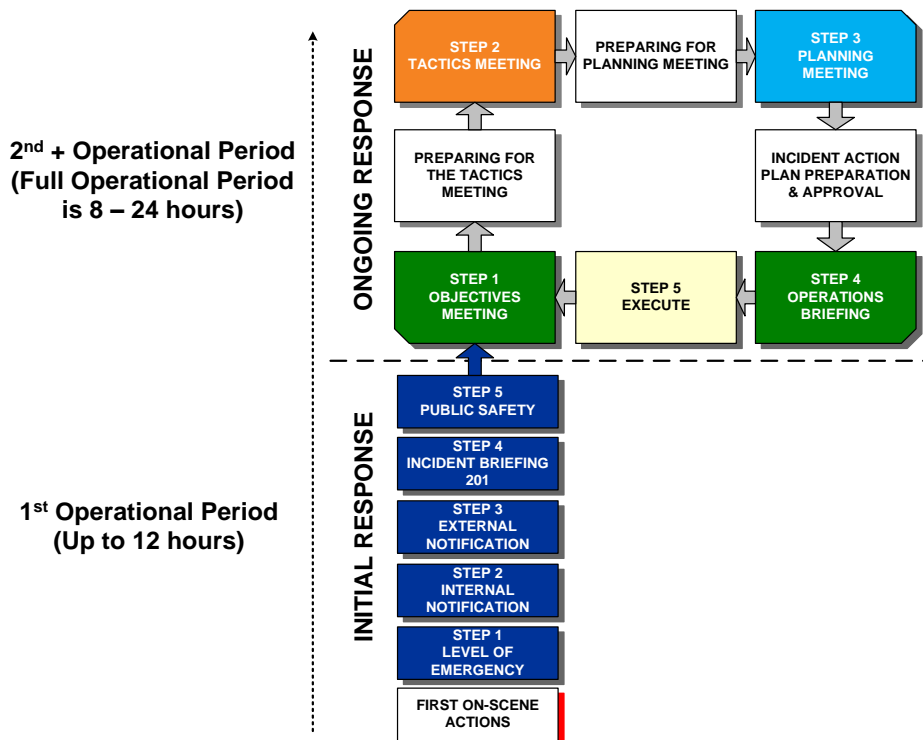 2nd + Operational Period
(Full Operational Period
is 8 – 24 hours)
1st Operational Period
(Up to 12 hours)
ONGOING RESPONSE
INITIAL RESPONSE
STEP 2
TACTICS MEETING
PREPARING FOR
PLANNING MEETING
STEP 3
PLANNING
MEETING
PREPARING FOR
THE TACTICS
MEETING
INCIDENT ACTION
PLAN PREPARATION
& APPROVAL
STEP 1
OBJECTIVES
MEETING
STEP 5
EXECUTE
STEP 4
OPERATIONS
BRIEFING
STEP 5
PUBLIC SAFETY
STEP 4
INCIDENT BRIEFING
201
STEP 3
EXTERNAL
NOTIFICATION
STEP 2
INTERNAL
NOTIFICATION
STEP 1
LEVEL OF
EMERGENCY
FIRST ON-SCENE
ACTIONS